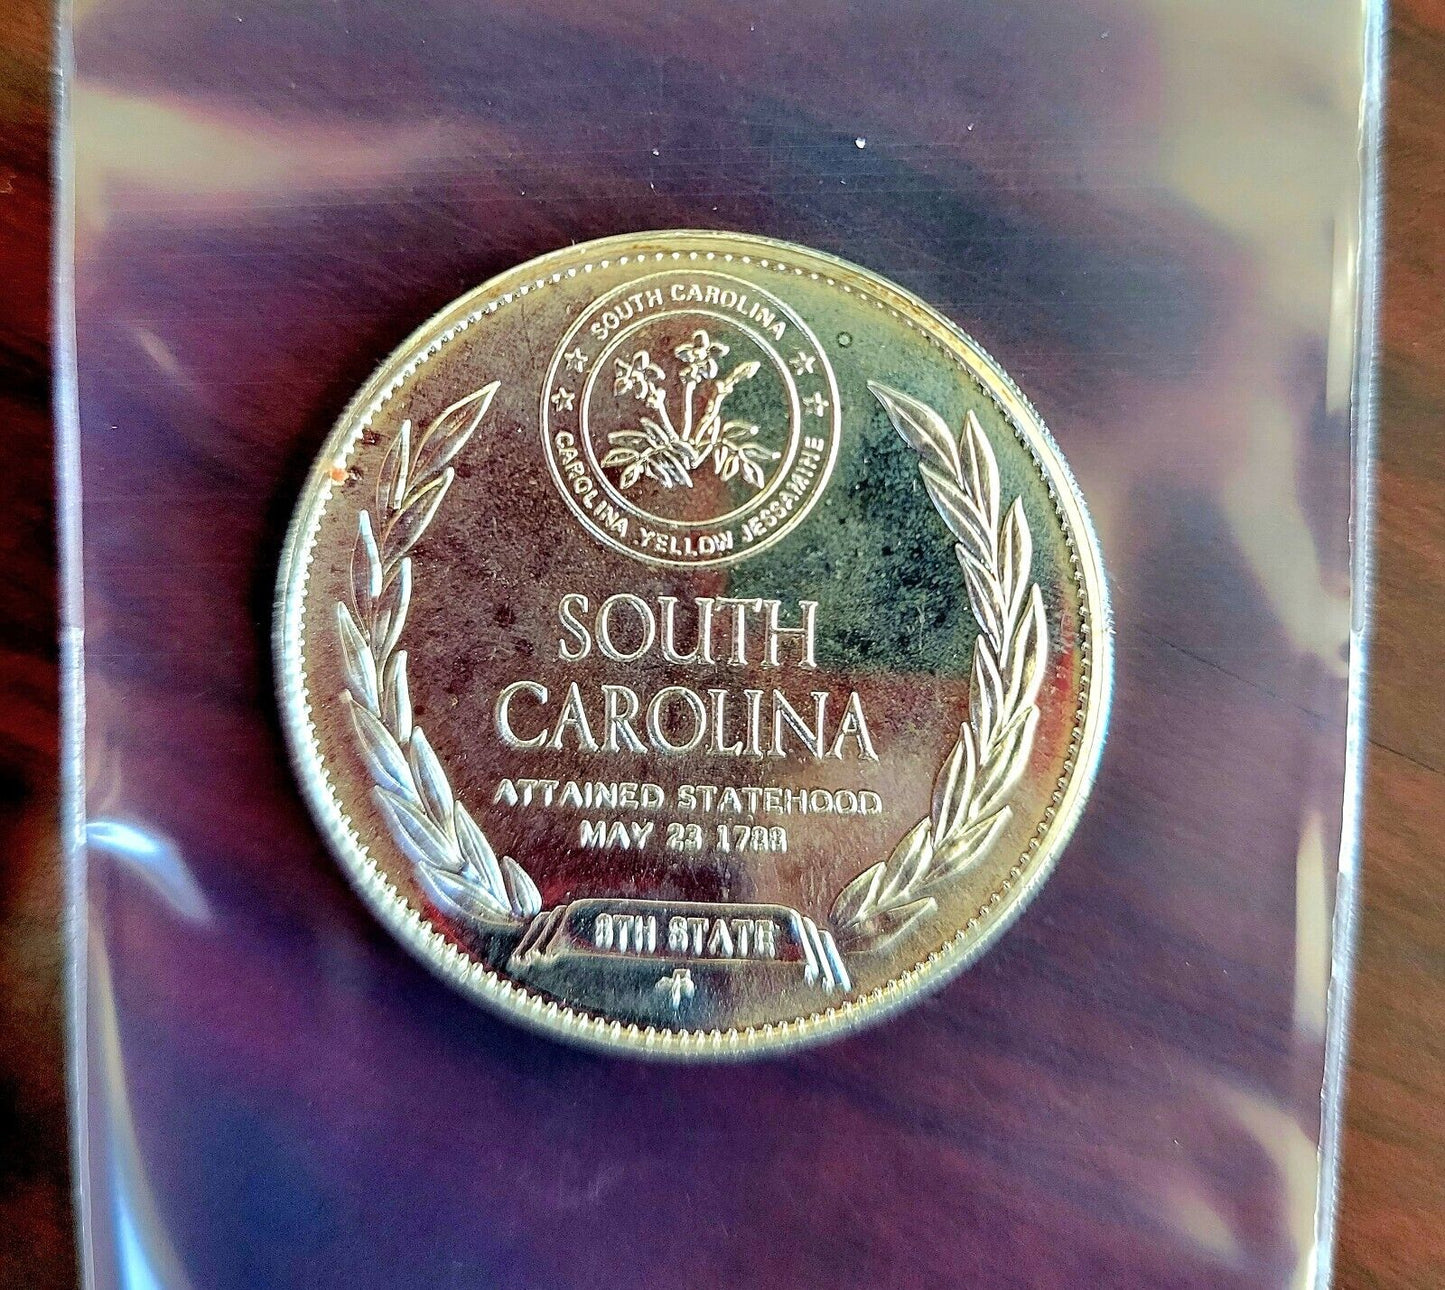 SOUTH CAROLINA
CAROLINA YELLOW JESSAMINE
SOUTH
CAROLINA
ATTAINED STATEHOOD
MAY 23 1788
8TH STATE